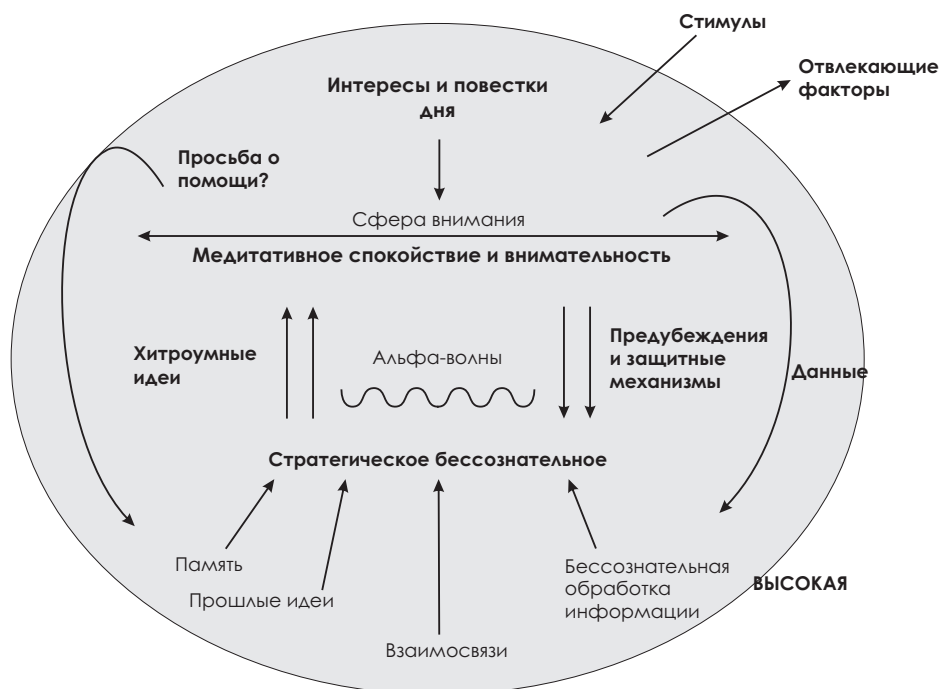 Стимулы
Отвлекающие
факторы
Интересы и повестки
дня
Просьба о
помощи?
Сфера внимания
Медитативное спокойствие и внимательность
Хитроумные
идеи
Альфа-волны
Предубеждения
и защитные
механизмы
Данные
Стратегическое бессознательное
Память
Прошлые идеи
Взаимосвязи
Бессознательная
обработка
информации
ВЫСОКАЯ